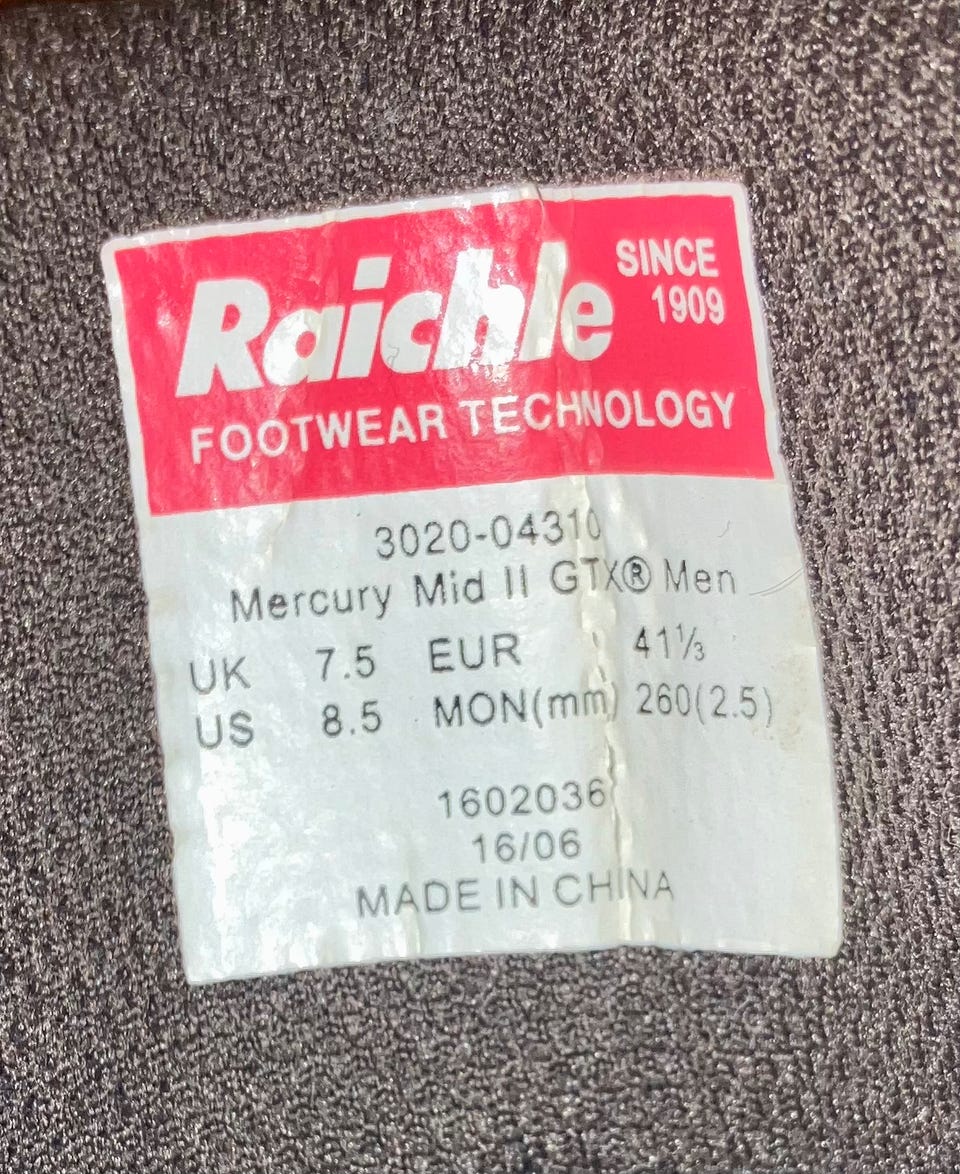 Raichle
SINCE
1909
FOOTWEAR TECHNOLOGY
3020-04310
Mercury Mid II GTX® Men
UK 7.5 EUR 41⅓
US 8.5 MON(mm) 260(2.5)
1602036
16/06
MADE IN CHINA